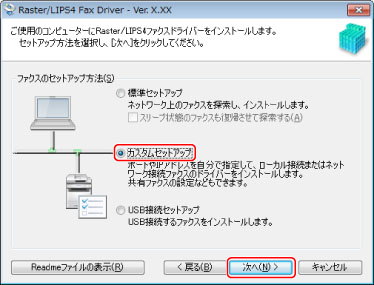 Raster/LIPS4 Fax Driver - Ver. X.XX
ご使用のコンピューターにRaster/LIPS4ファクスドライバーをインストールします。
セットアップ方法を選択し、[次へ]をクリックしてください。
ファクスのセットアップ方法(S)
標準セットアップ
ネットワーク上のファクスを探索し、インストールします。
スリープ状態のファクスも復帰させて探索する(A)
カスタムセットアップ
ポートやIPアドレスを自分で指定して、ローカル接続またはネット
ワーク接続ファクスのドライバーをインストールします。
共有ファクスの設定などもできます。
USB接続セットアップ
USB接続するファクスをインストールします。
Readmeファイルの表示(R)
< 戻る(B)
次へ(N) >
キャンセル